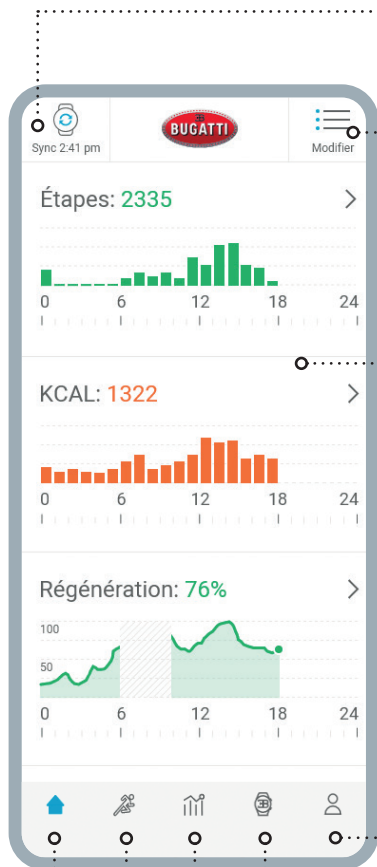 BUGATTI
Sync 2:41 pm
Modifier
Étapes: 2335
0 6 12 18 24
KCAL: 1322
0 6 12 18 24
Régénération: 76%
100
50
0 6 12 18 24